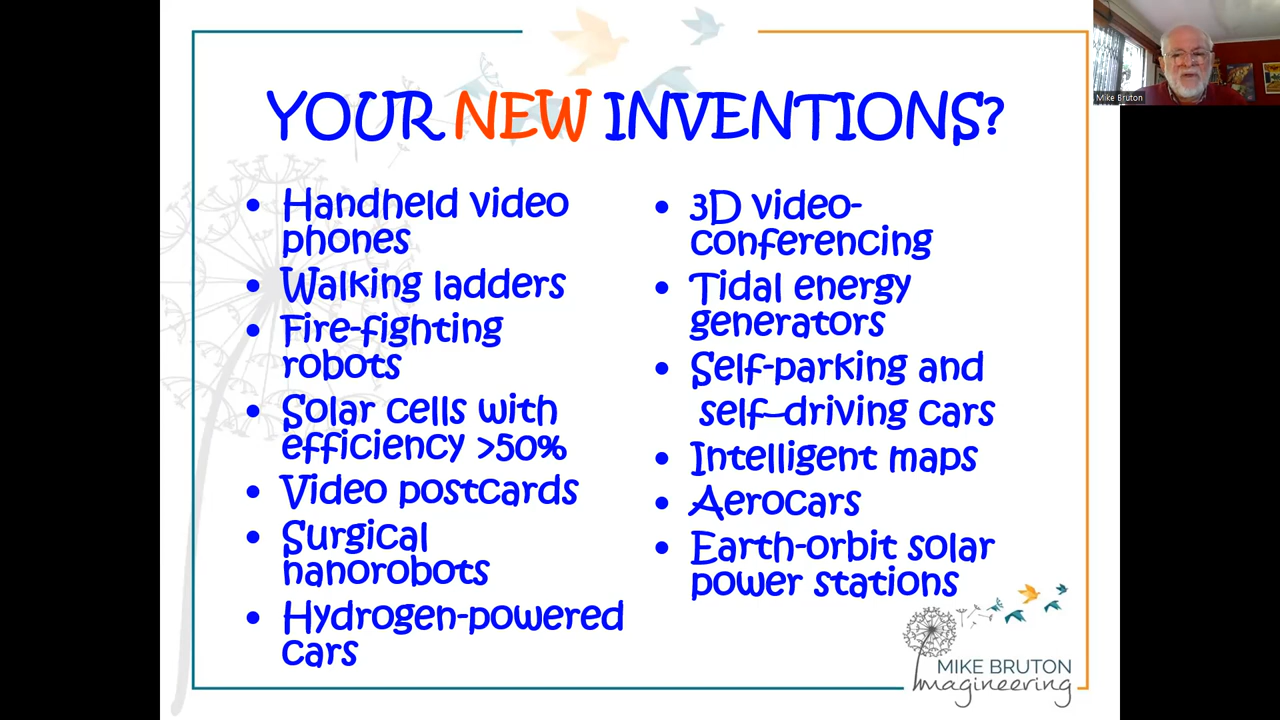 YOUR NEW INVENTIONS?
• Handheld video
phones
• Walking ladders
• Fire-fighting
robots
• Solar cells with
efficiency >50%
• Video postcards
• Surgical
nanorobots
• Hydrogen-powered
cars
• 3D video-
conferencing
• Tidal energy
generators
• Self-parking and
self–driving cars
• Intelligent maps
• Aerocars
• Earth-orbit solar
power stations
MIKE BRUTON
Imagineering
Mike Bruton